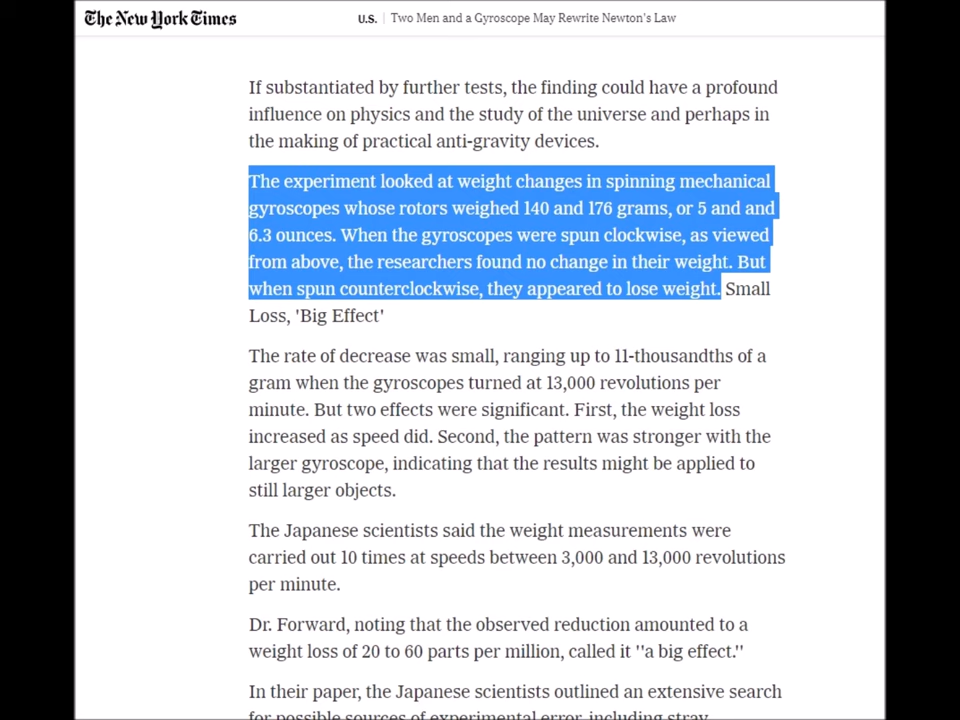 The New York Times
U.S. | Two Men and a Gyroscope May Rewrite Newton's Law
If substantiated by further tests, the finding could have a profound
influence on physics and the study of the universe and perhaps in
the making of practical anti-gravity devices.
The experiment looked at weight changes in spinning mechanical
gyroscopes whose rotors weighed 140 and 176 grams, or 5 and and
6.3 ounces. When the gyroscopes were spun clockwise, as viewed
from above, the researchers found no change in their weight. But
when spun counterclockwise, they appeared to lose weight. Small
Loss, 'Big Effect'
The rate of decrease was small, ranging up to 11-thousandths of a
gram when the gyroscopes turned at 13,000 revolutions per
minute. But two effects were significant. First, the weight loss
increased as speed did. Second, the pattern was stronger with the
larger gyroscope, indicating that the results might be applied to
still larger objects.
The Japanese scientists said the weight measurements were
carried out 10 times at speeds between 3,000 and 13,000 revolutions
per minute.
Dr. Forward, noting that the observed reduction amounted to a
weight loss of 20 to 60 parts per million, called it ''a big effect.''
In their paper, the Japanese scientists outlined an extensive search
for possible sources of experimental error, including stray